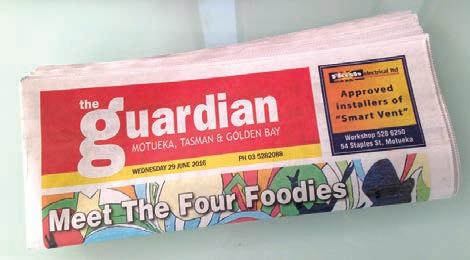 the
guardian
MOTUEKA, TASMAN & GOLDEN BAY
WEDNESDAY 29 JUNE 2016 PH 03 5282088
electrical ltd
Approved
installers of
"Smart Vent"
Workshop 528 9250
54 Staples St, Motueka
Meet The Four Foodies